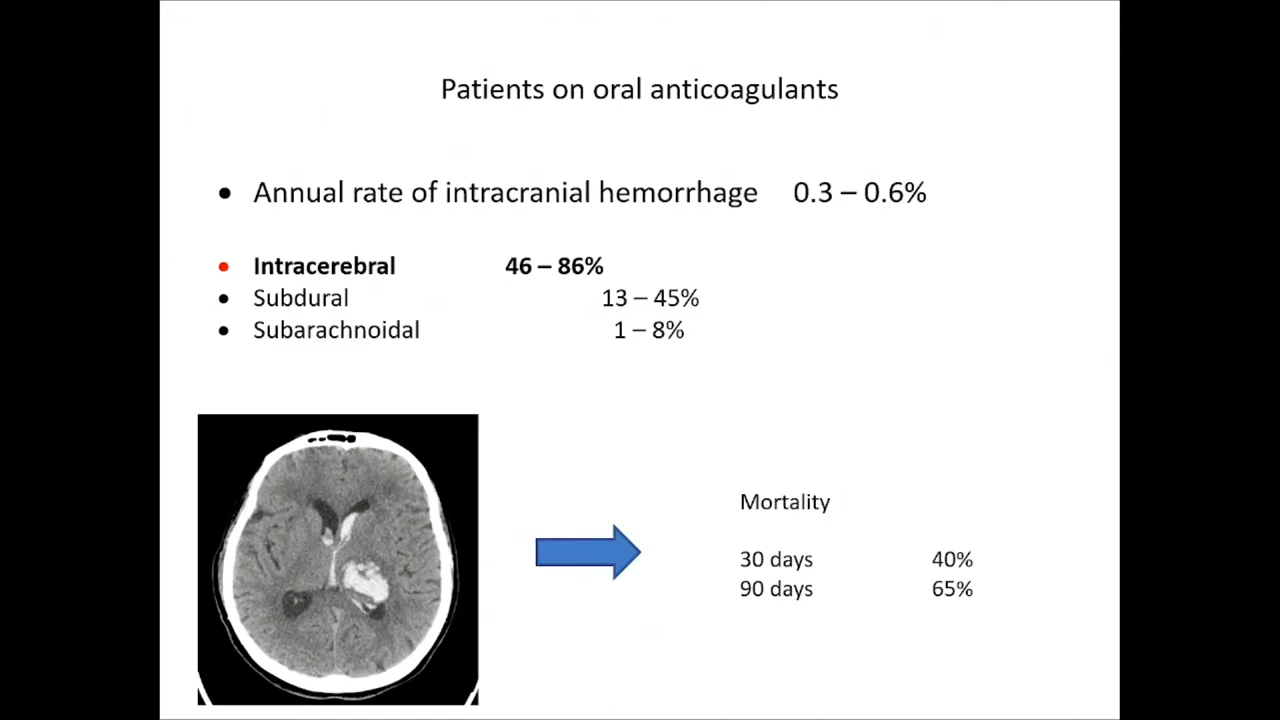 Patients on oral anticoagulants
• Annual rate of intracranial hemorrhage 0.3 – 0.6%
• Intracerebral 46 – 86%
• Subdural 13 – 45%
• Subarachnoidal 1 – 8%
Mortality
30 days 40%
90 days 65%